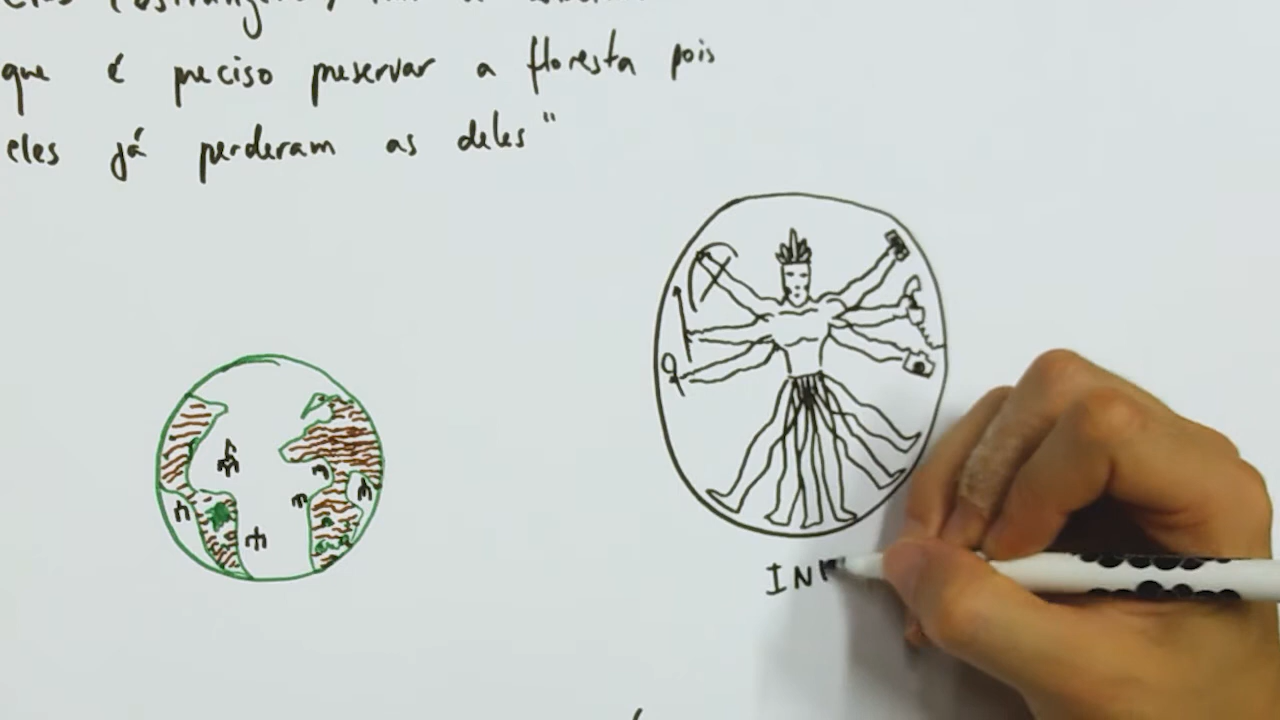 que é preciso preservar a floresta pois
eles já perderam as deles"
IN